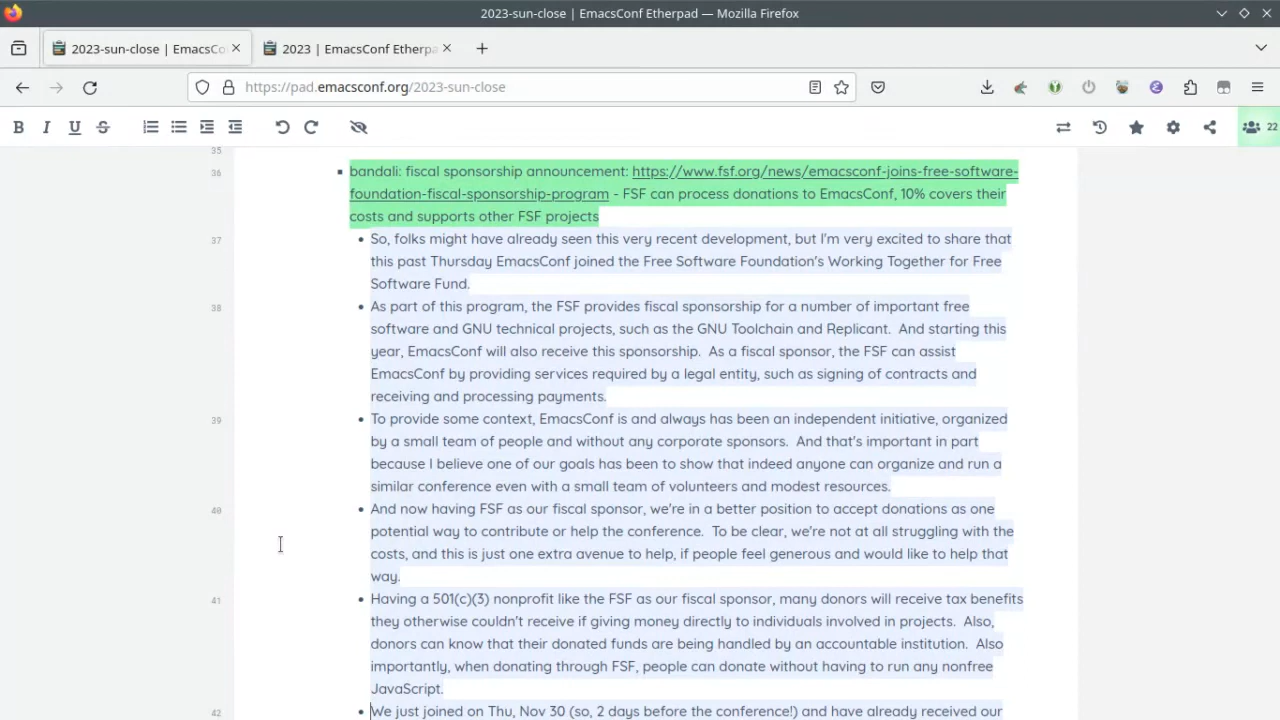 2023-sun-close | EmacsConf Etherpad — Mozilla Firefox
2023-sun-close | EmacsCo
2023 | EmacsConf Etherpa
https://pad.emacsconf.org/2023-sun-close
B I U S
22
35
36
bandali: fiscal sponsorship announcement: https://www.fsf.org/news/emacsconf-joins-free-software-
foundation-fiscal-sponsorship-program - FSF can process donations to EmacsConf, 10% covers their
costs and supports other FSF projects
37
So, folks might have already seen this very recent development, but I'm very excited to share that
this past Thursday EmacsConf joined the Free Software Foundation's Working Together for Free
Software Fund.
38
As part of this program, the FSF provides fiscal sponsorship for a number of important free
software and GNU technical projects, such as the GNU Toolchain and Replicant.  And starting this
year, EmacsConf will also receive this sponsorship.  As a fiscal sponsor, the FSF can assist
EmacsConf by providing services required by a legal entity, such as signing of contracts and
receiving and processing payments.
39
To provide some context, EmacsConf is and always has been an independent initiative, organized
by a small team of people and without any corporate sponsors.  And that's important in part
because I believe one of our goals has been to show that indeed anyone can organize and run a
similar conference even with a small team of volunteers and modest resources.
40
And now having FSF as our fiscal sponsor, we're in a better position to accept donations as one
potential way to contribute or help the conference.  To be clear, we're not at all struggling with the
costs, and this is just one extra avenue to help, if people feel generous and would like to help that
way.
41
Having a 501(c)(3) nonprofit like the FSF as our fiscal sponsor, many donors will receive tax benefits
they otherwise couldn't receive if giving money directly to individuals involved in projects.  Also,
donors can know that their donated funds are being handled by an accountable institution.  Also
importantly, when donating through FSF, people can donate without having to run any nonfree
JavaScript.
42
We just joined on Thu, Nov 30 (so, 2 days before the conference!) and have already received our